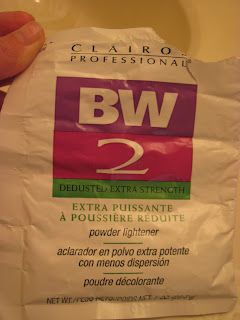 CLAIRO
PROFESSIONAL®
BW
2
DEDUSTED EXTRA STRENGTH
EXTRA PUISSANTE
À POUSSIÈRE RÉDUITE
powder lightener
aclarador en polvo extra potente
con menos dispersión
poudre décolorante